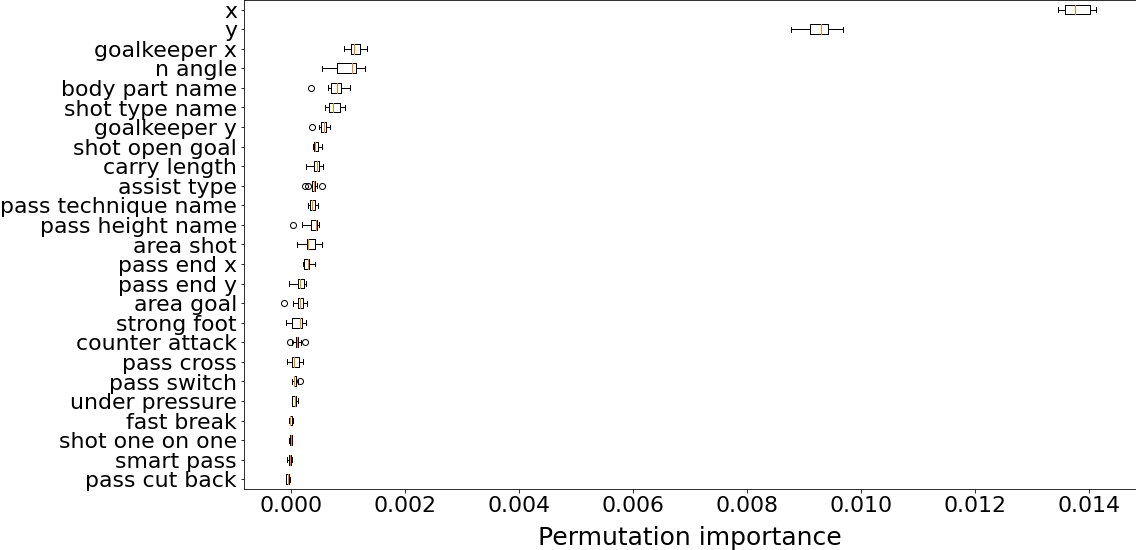 x
y
goalkeeper x
n angle
body part name
shot type name
goalkeeper y
shot open goal
carry length
assist type
pass technique name
pass height name
area shot
pass end x
pass end y
area goal
strong foot
counter attack
pass cross
pass switch
under pressure
fast break
shot one on one
smart pass
pass cut back
0.000 0.002 0.004 0.006 0.008 0.010 0.012 0.014
Permutation importance